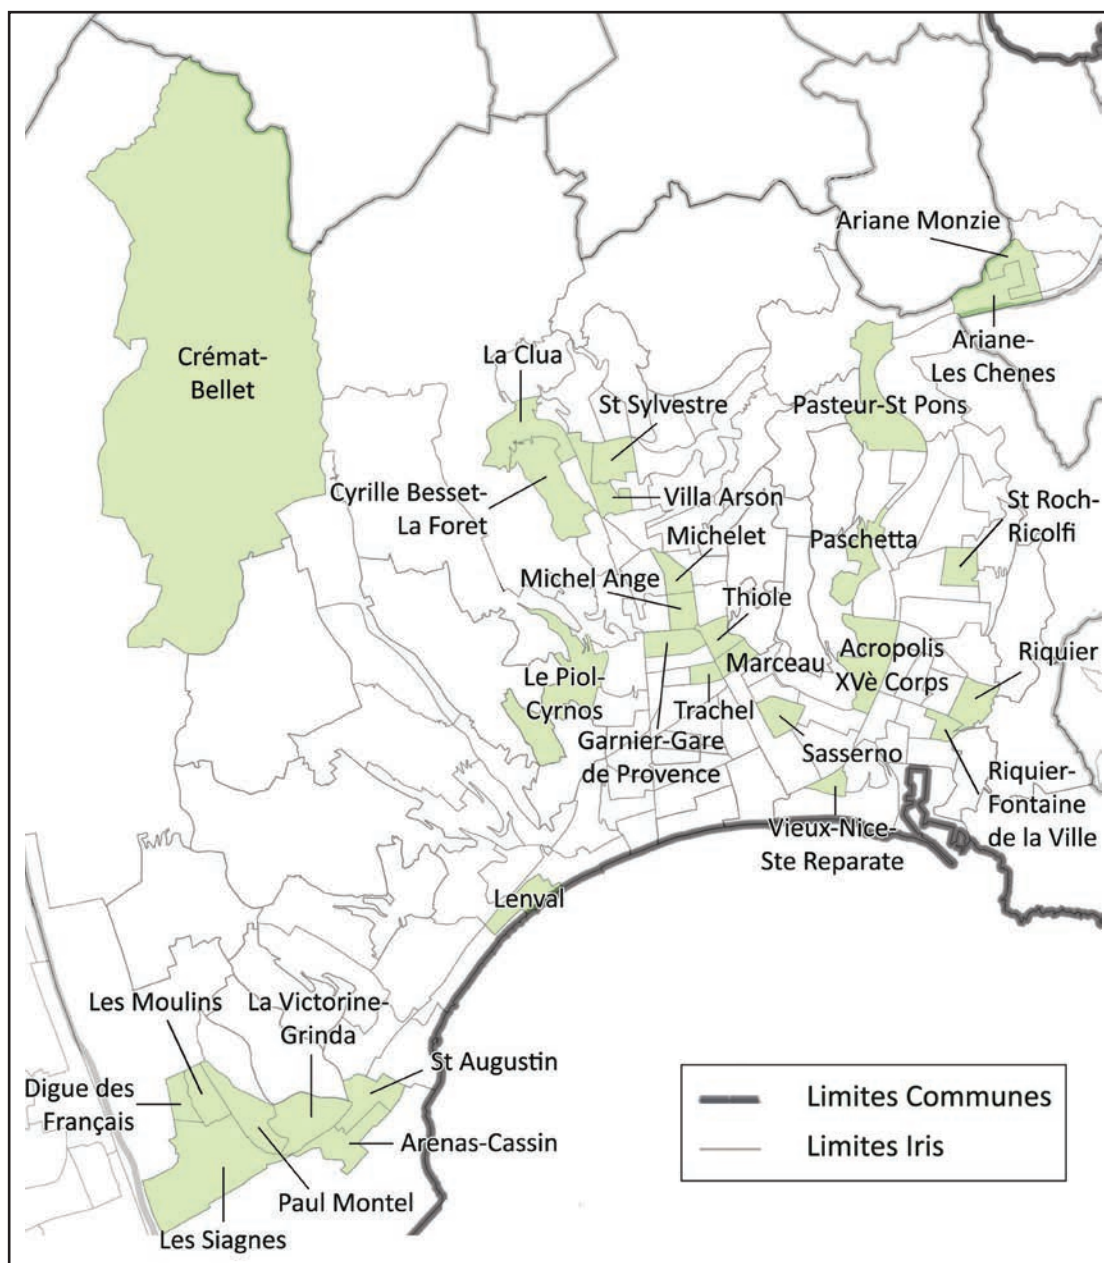 Ariane Monzie
Crémat-
Bellet
La Clua
St Sylvestre
Ariane-
Les Chenes
Pasteur-St Pons
Cyrille Besset-
La Foret
Villa Arson
St Roch-
Ricolfi
Michelet
Paschetta
Michel Ange
Thiole
Le Piol-
Cyrnos
Marceau
Acropolis
XVè Corps
Riquier
Trachel
Garnier-Gare
de Provence
Sasserno
Riquier-
Fontaine
de la Ville
Vieux-Nice-
Ste Reparate
Lenval
Les Moulins
La Victorine-
Grinda
St Augustin
Digue des
Français
Arenas-Cassin
Paul Montel
Les Siagnes
Limites Communes
Limites Iris